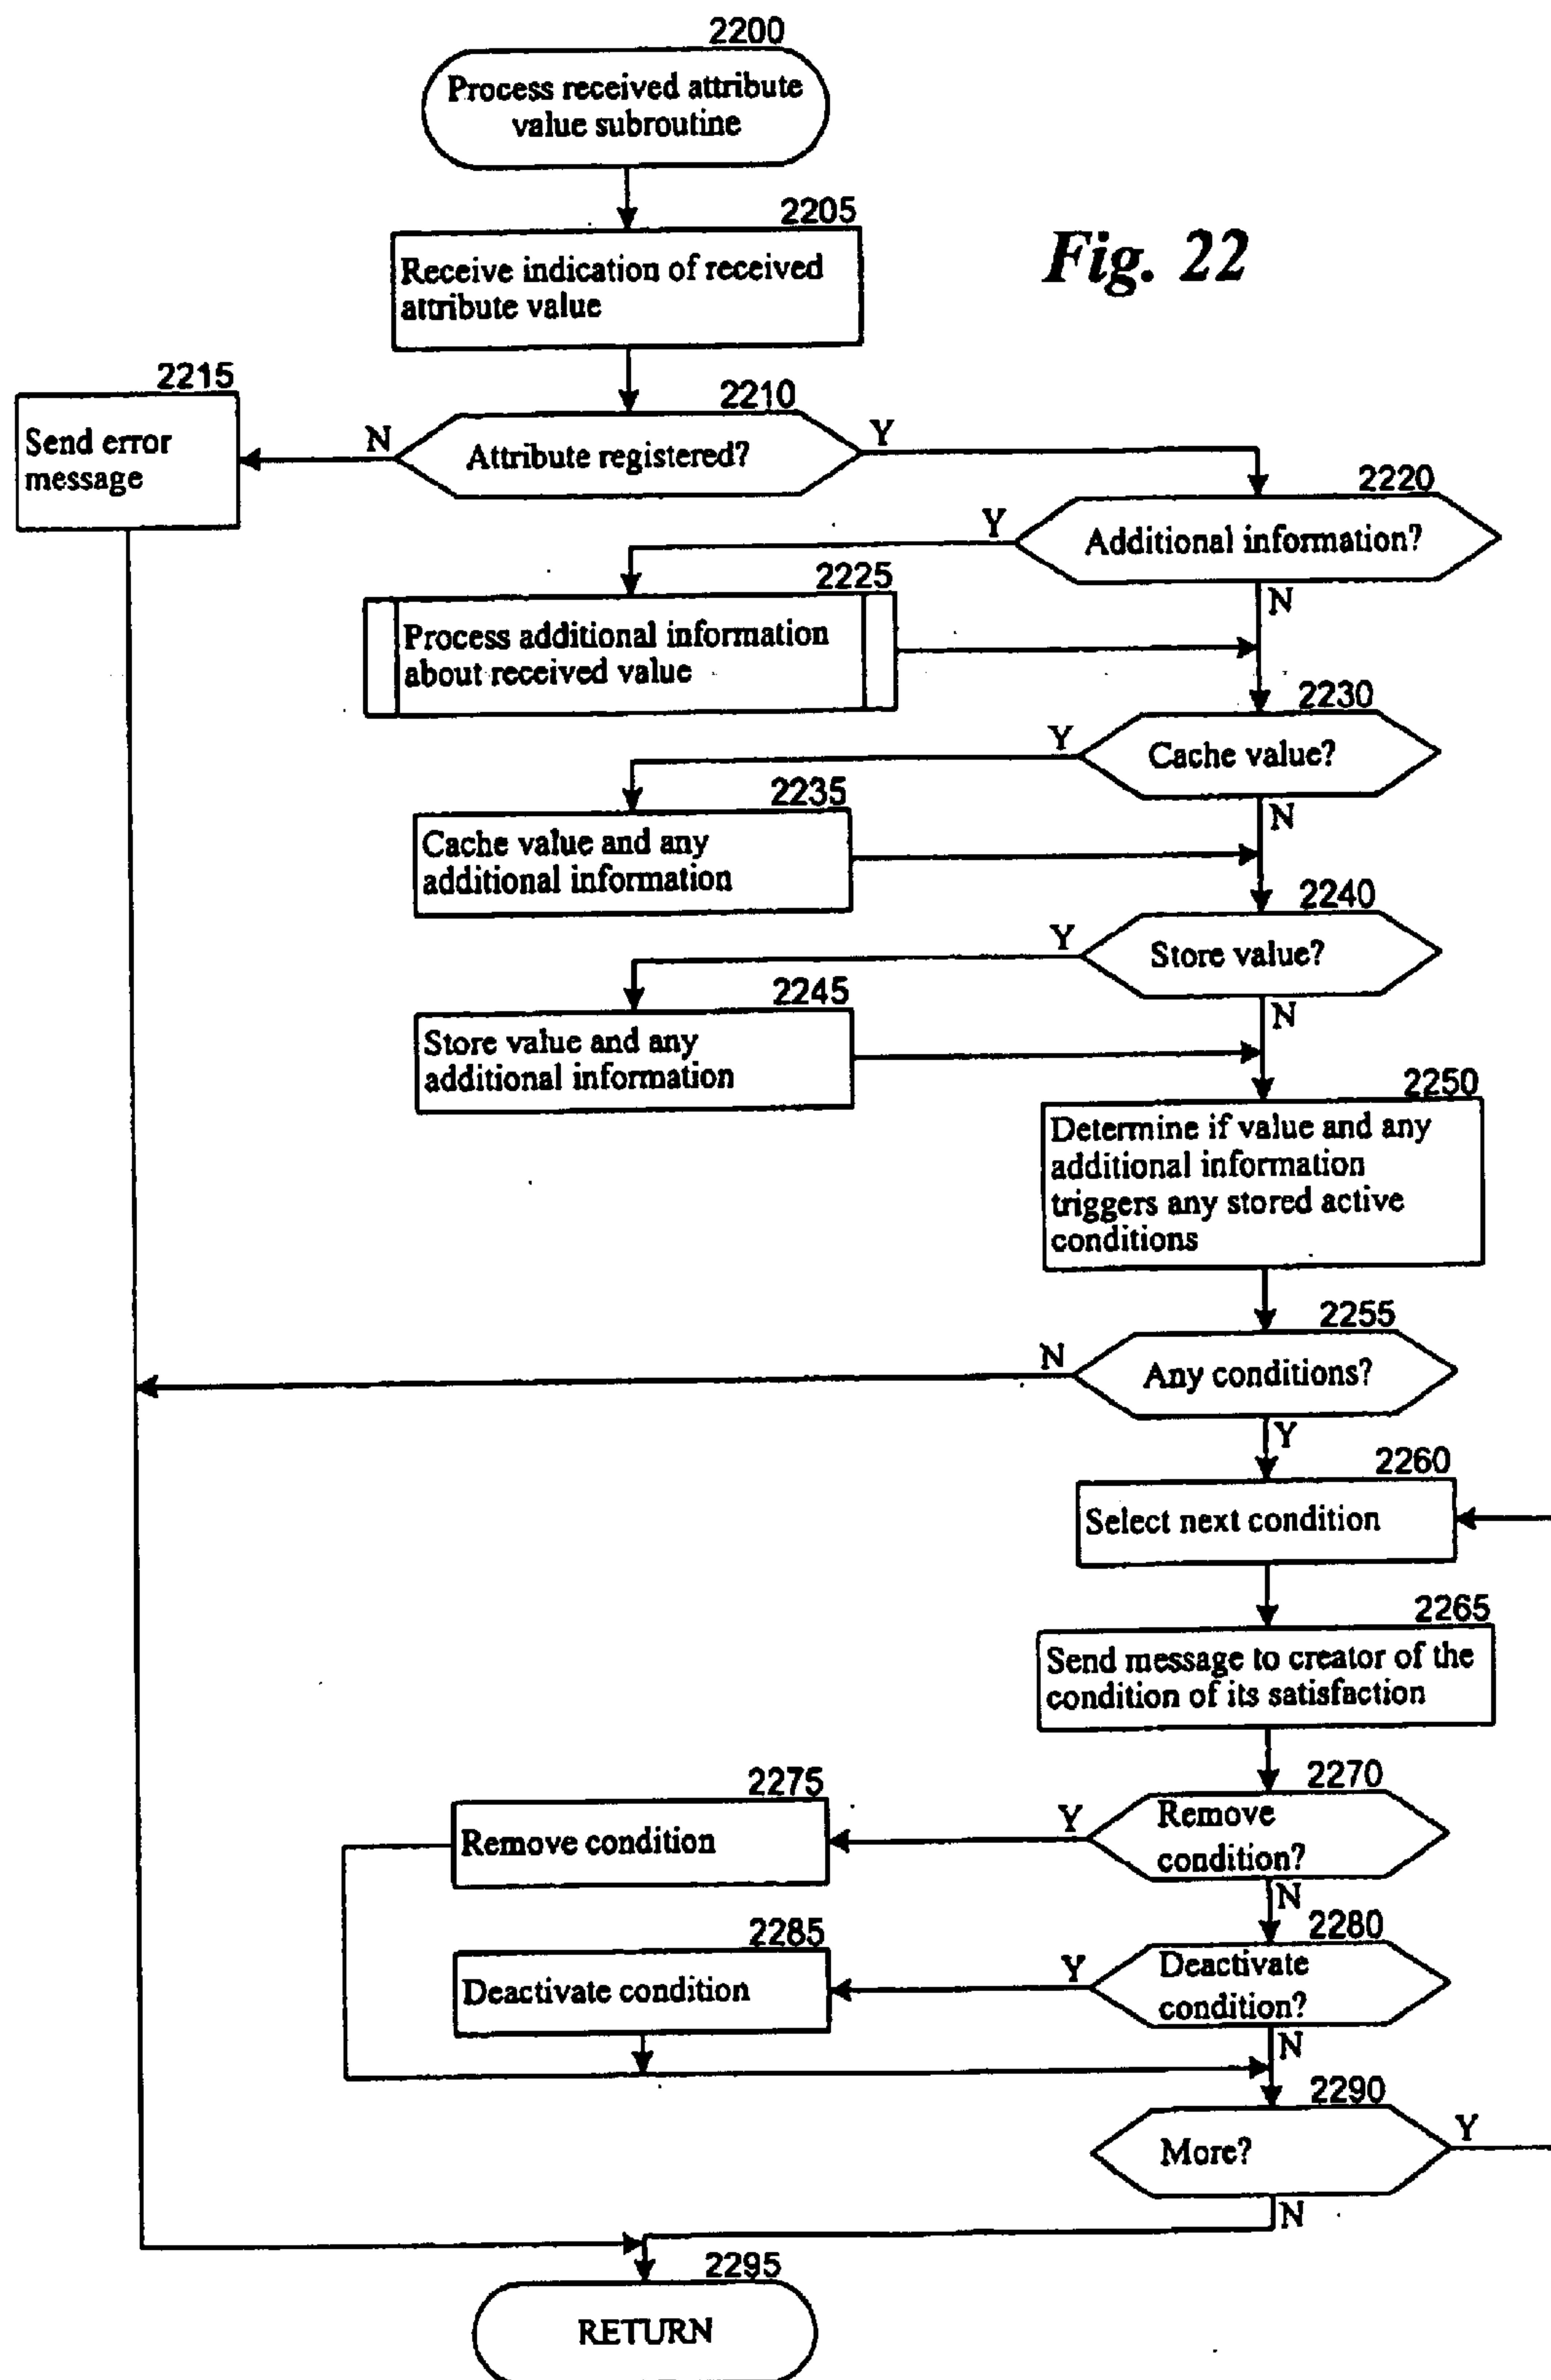 2200
Process received attribute
value subroutine
2205
Receive indication of received
attribute value
Fig. 22
2215
Send error
message
N
2210
Attribute registered?
Y
2220
Y
Additional information?
N
2225
Process additional information
about received value
2230
Y
Cache value?
N
2235
Cache value and any
additional information
2240
Y
Store value?
N
2245
Store value and any
additional information
2250
Determine if value and any
additional information
triggers any stored active
conditions
2255
N
Any conditions?
Y
2260
Select next condition
2265
Send message to creator of the
condition of its satisfaction
2270
Y
Remove
condition?
N
2275
Remove condition
2280
Y
Deactivate
condition?
N
2285
Deactivate condition
2290
More?
Y
N
2295
RETURN